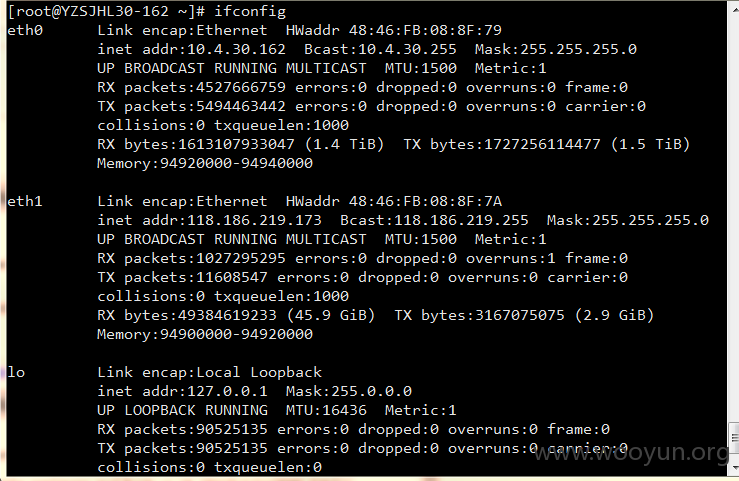 [root@YZSJHL30-162 ~]# ifconfig
eth0 Link encap:Ethernet HWaddr 48:46:FB:08:8F:79
inet addr:10.4.30.162 Bcast:10.4.30.255 Mask:255.255.255.0
UP BROADCAST RUNNING MULTICAST MTU:1500 Metric:1
RX packets:4527666759 errors:0 dropped:0 overruns:0 frame:0
TX packets:5494463442 errors:0 dropped:0 overruns:0 carrier:0
collisions:0 txqueuelen:1000
RX bytes:1613107933047 (1.4 TiB) TX bytes:1727256114477 (1.5 TiB)
Memory:94920000-94940000
eth1 Link encap:Ethernet HWaddr 48:46:FB:08:8F:7A
inet addr:118.186.219.173 Bcast:118.186.219.255 Mask:255.255.255.0
UP BROADCAST RUNNING MULTICAST MTU:1500 Metric:1
RX packets:1027295295 errors:0 dropped:0 overruns:1 frame:0
TX packets:11608547 errors:0 dropped:0 overruns:0 carrier:0
collisions:0 txqueuelen:1000
RX bytes:49384619233 (45.9 GiB) TX bytes:3167075075 (2.9 GiB)
Memory:94900000-94920000
lo Link encap:Local Loopback
inet addr:127.0.0.1 Mask:255.0.0.0
UP LOOPBACK RUNNING MTU:16436 Metric:1
RX packets:90525135 errors:0 dropped:0 overruns:0 frame:0
TX packets:90525135 errors:0 dropped:0 overruns:0 carrier:0
collisions:0 txqueuelen:0
www.wooyun.org